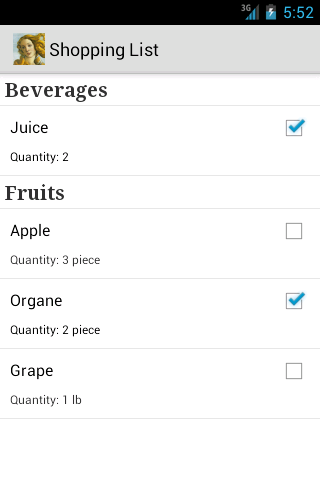 3G
5:52
Shopping List
Beverages
Juice
Quantity: 2
Fruits
Apple
Quantity: 3 piece
Organe
Quantity: 2 piece
Grape
Quantity: 1 lb